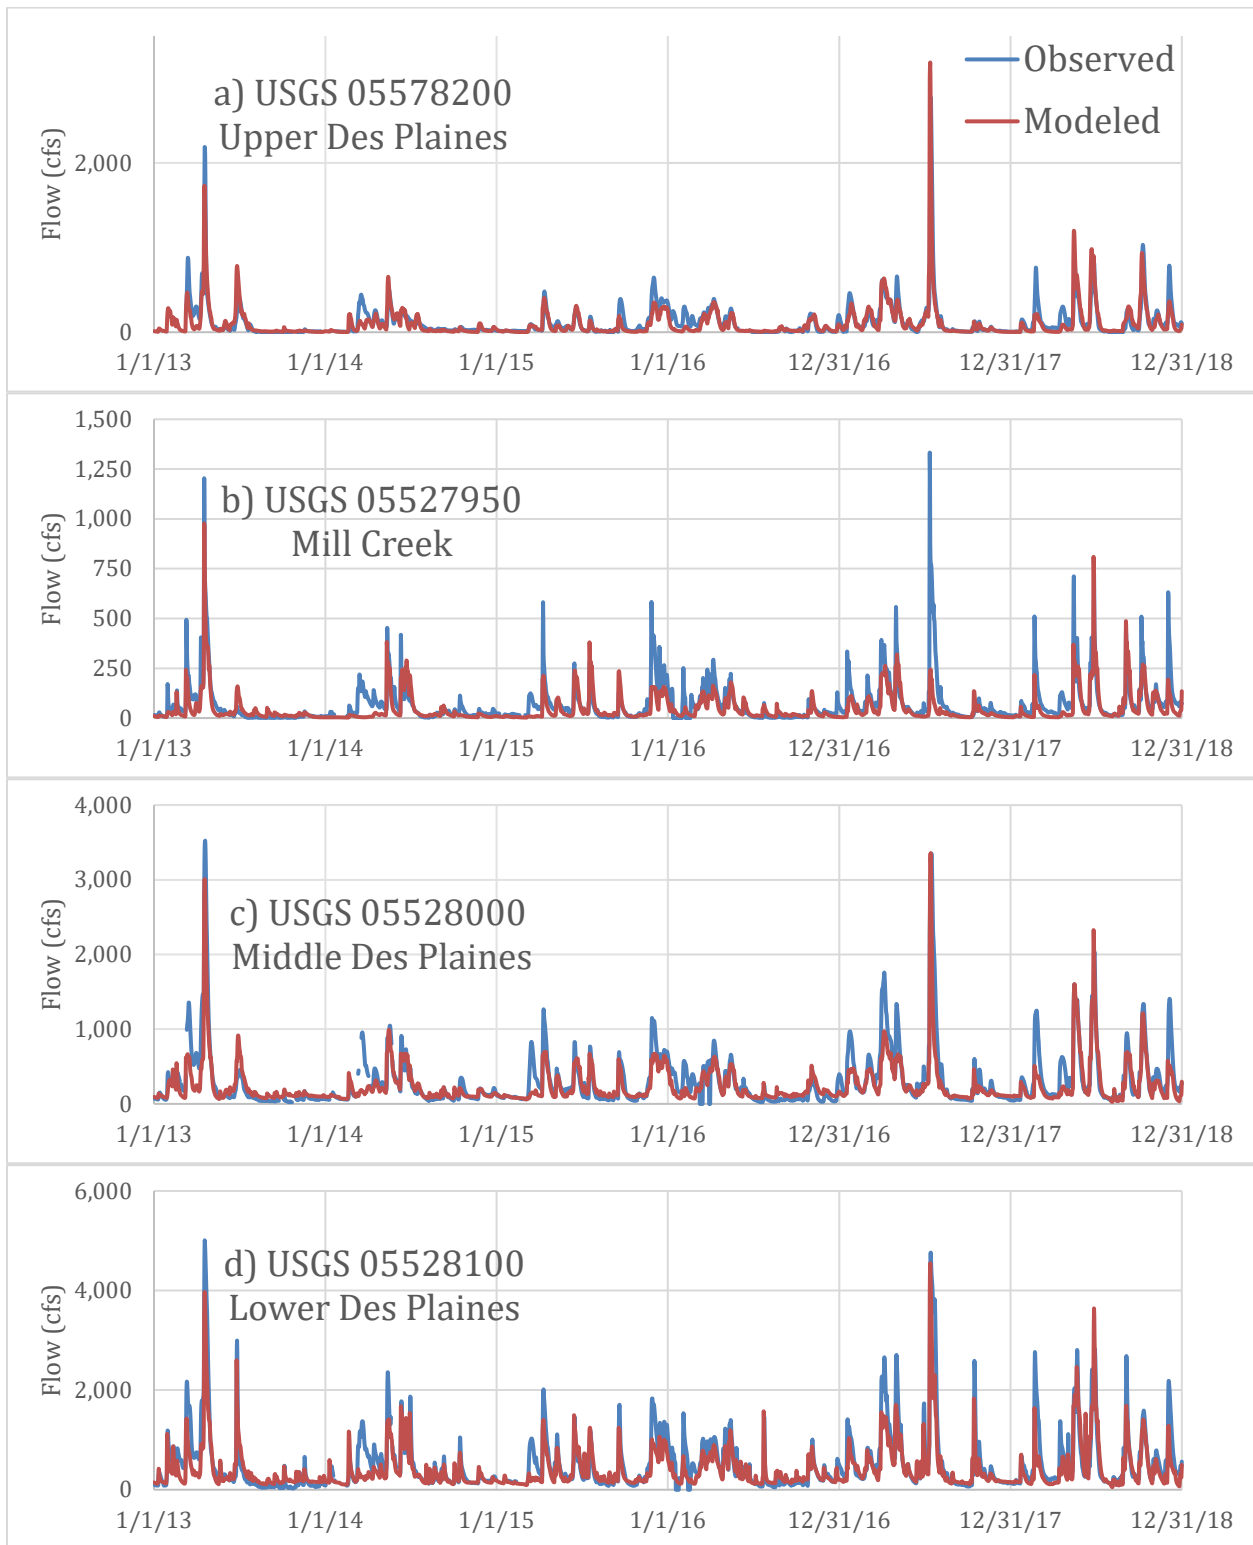 a) USGS 05578200
Upper Des Plaines
Observed
Modeled
Flow (cfs)
2,000
0
1/1/13 1/1/14 1/1/15 1/1/16 12/31/16 12/31/17 12/31/18
b) USGS 05527950
Mill Creek
Flow (cfs)
1,500
1,250
1,000
750
500
250
0
1/1/13 1/1/14 1/1/15 1/1/16 12/31/16 12/31/17 12/31/18
c) USGS 05528000
Middle Des Plaines
Flow (cfs)
4,000
3,000
2,000
1,000
0
1/1/13 1/1/14 1/1/15 1/1/16 12/31/16 12/31/17 12/31/18
d) USGS 05528100
Lower Des Plaines
Flow (cfs)
6,000
4,000
2,000
0
1/1/13 1/1/14 1/1/15 1/1/16 12/31/16 12/31/17 12/31/18